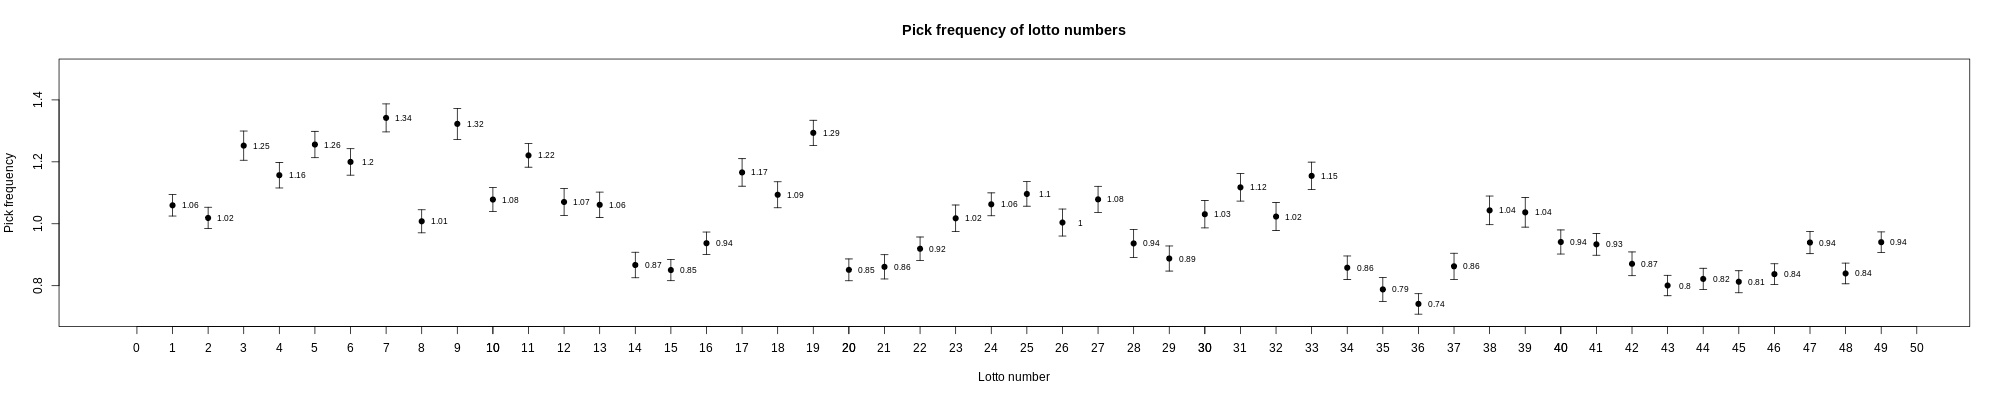 Pick frequency of lotto numbers
Pick frequency
1.4
1.2
1.0
0.8
1.06 1.02 1.25 1.16 1.26 1.2 1.34 1.01 1.32 1.08 1.22 1.07 1.06 0.87 0.85 0.94 1.17 1.09 1.29 0.85 0.86 0.92 1.02 1.06 1.1 1 1.08 0.94 0.89 1.03 1.12 1.02 1.15 0.86 0.79 0.74 0.86 1.04 1.04 0.94 0.93 0.87 0.8 0.82 0.81 0.84 0.94 0.84 0.94
0 1 2 3 4 5 6 7 8 9 10 11 12 13 14 15 16 17 18 19 20 21 22 23 24 25 26 27 28 29 30 31 32 33 34 35 36 37 38 39 40 41 42 43 44 45 46 47 48 49 50
Lotto number